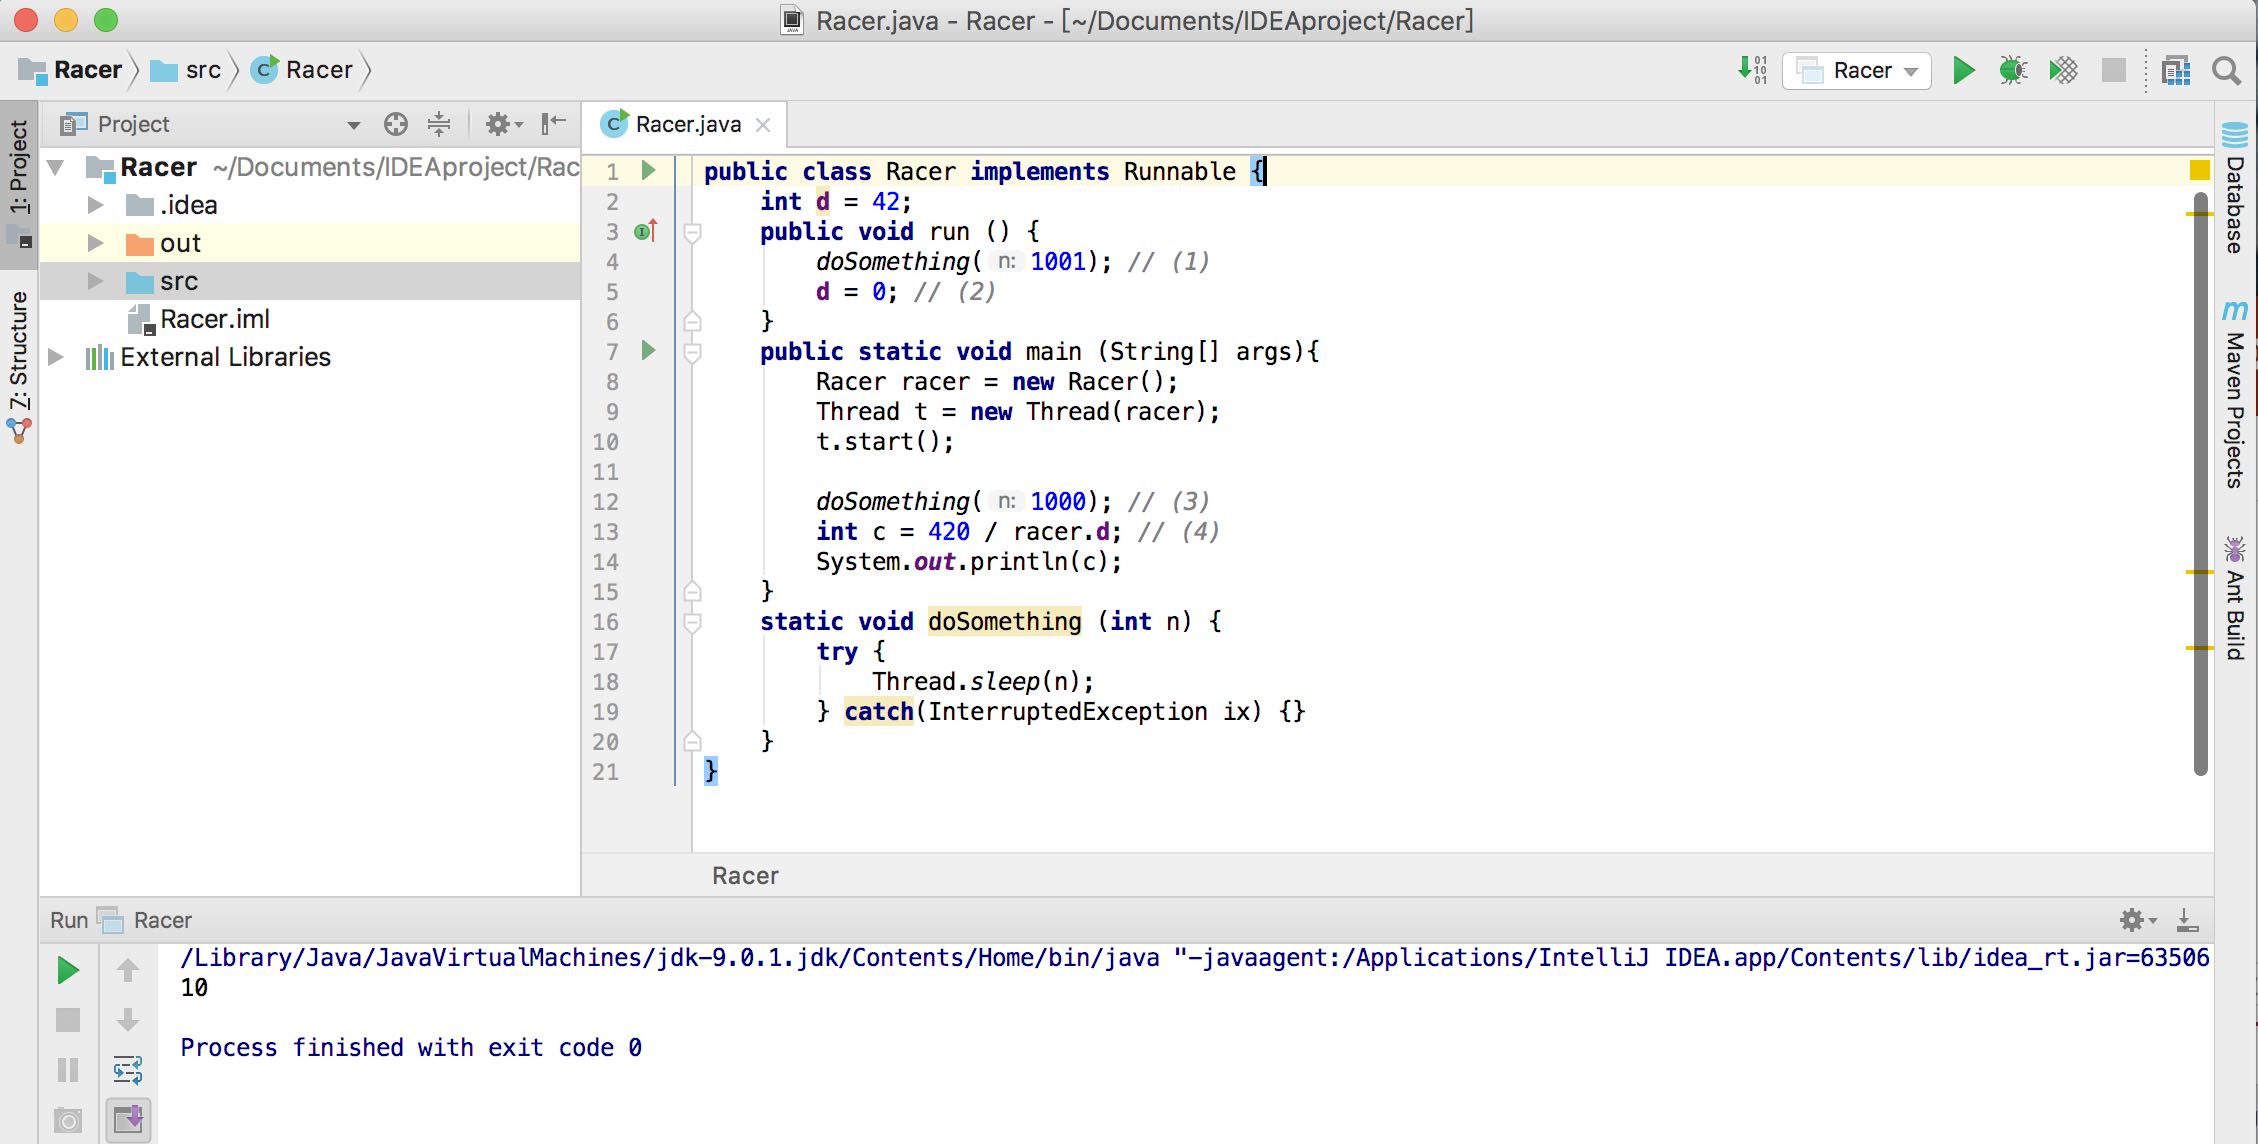 Racer.java - Racer - [~/Documents/IDEAproject/Racer]
Racer src C Racer
01 10 01 Racer
1: Project
7: Structure
Project
Racer ~/Documents/IDEAproject/Rac
.idea
out
src
Racer.iml
External Libraries
C Racer.java
1 public class Racer implements Runnable {
2 int d = 42;
3 public void run () {
4 doSomething( n: 1001); // (1)
5 d = 0; // (2)
6 }
7 public static void main (String[] args){
8 Racer racer = new Racer();
9 Thread t = new Thread(racer);
10 t.start();
11
12 doSomething( n: 1000); // (3)
13 int c = 420 / racer.d; // (4)
14 System.out.println(c);
15 }
16 static void doSomething (int n) {
17 try {
18 Thread.sleep(n);
19 } catch(InterruptedException ix) {}
20 }
21 }
Racer
Database
m Maven Projects
Ant Build
Run Racer
/Library/Java/JavaVirtualMachines/jdk-9.0.1.jdk/Contents/Home/bin/java "-javaagent:/Applications/IntelliJ IDEA.app/Contents/lib/idea_rt.jar=63506
10
Process finished with exit code 0